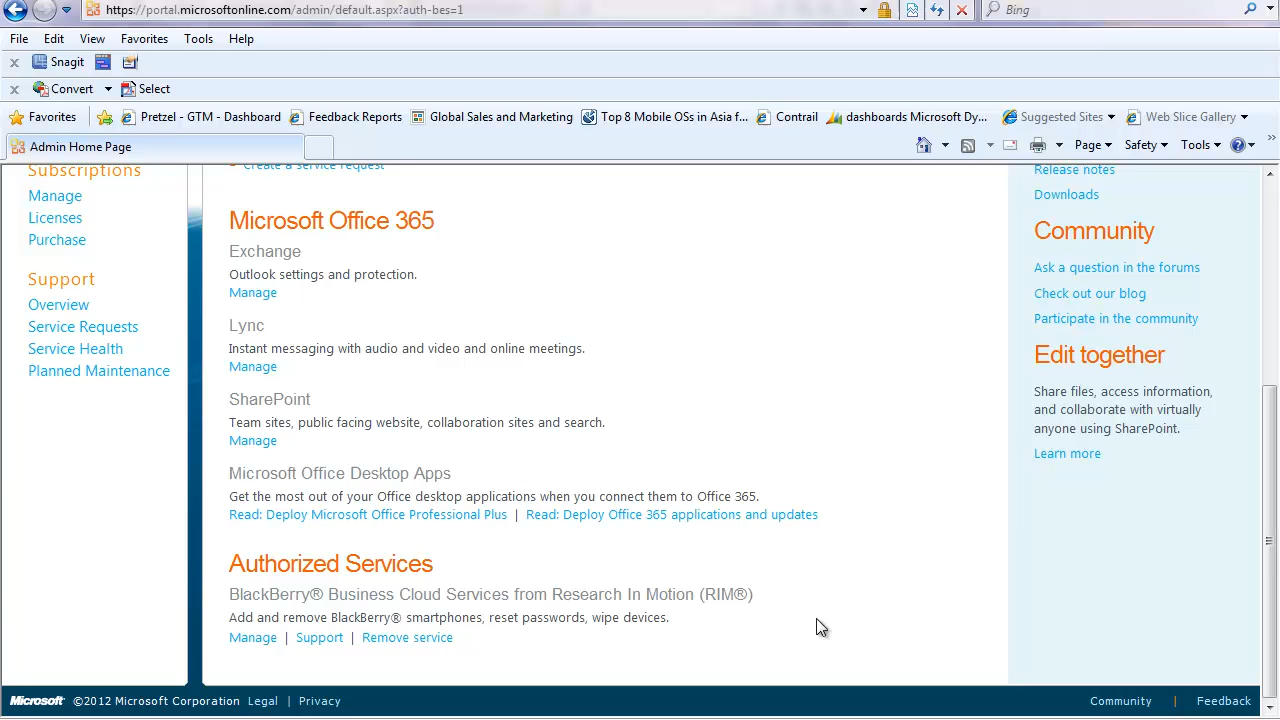 https://portal.microsoftonline.com/admin/default.aspx?auth-bes=1
Bing
File Edit View Favorites Tools Help
Snagit
Convert Select
Favorites Pretzel - GTM - Dashboard Feedback Reports Global Sales and Marketing Top 8 Mobile OSs in Asia f... Contrail dashboards Microsoft Dy... Suggested Sites Web Slice Gallery
Admin Home Page
Page Safety Tools
Subscriptions
Manage
Licenses
Purchase
Support
Overview
Service Requests
Service Health
Planned Maintenance
Create a service request
Microsoft Office 365
Exchange
Outlook settings and protection.
Manage
Lync
Instant messaging with audio and video and online meetings.
Manage
SharePoint
Team sites, public facing website, collaboration sites and search.
Manage
Microsoft Office Desktop Apps
Get the most out of your Office desktop applications when you connect them to Office 365.
Read: Deploy Microsoft Office Professional Plus | Read: Deploy Office 365 applications and updates
Authorized Services
BlackBerry® Business Cloud Services from Research In Motion (RIM®)
Add and remove BlackBerry® smartphones, reset passwords, wipe devices.
Manage | Support | Remove service
Release notes
Downloads
Community
Ask a question in the forums
Check out our blog
Participate in the community
Edit together
Share files, access information,
and collaborate with virtually
anyone using SharePoint.
Learn more
Microsoft ©2012 Microsoft Corporation Legal | Privacy
Community | Feedback